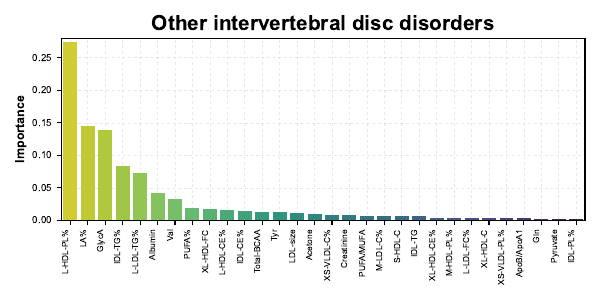 Other intervertebral disc disorders
Importance
0.25
0.20
0.15
0.10
0.05
0.00
L-HDL-PL%
LA%
GlycA
IDL-TG%
L-LDL-TG%
Albumin
Val
PUFA%
XL-HDL-FC
L-HDL-CE%
IDL-CE%
Total-BCAA
Tyr
LDL-size
Acetone
XS-VLDL-C%
Creatinine
PUFA/MUFA
M-LDL-C%
S-HDL-C
IDL-TG
XL-HDL-CE%
M-HDL-PL%
L-LDL-FC%
XL-HDL-C
XS-VLDL-PL%
ApoB/ApoA1
Gln
Pyruvate
IDL-PL%